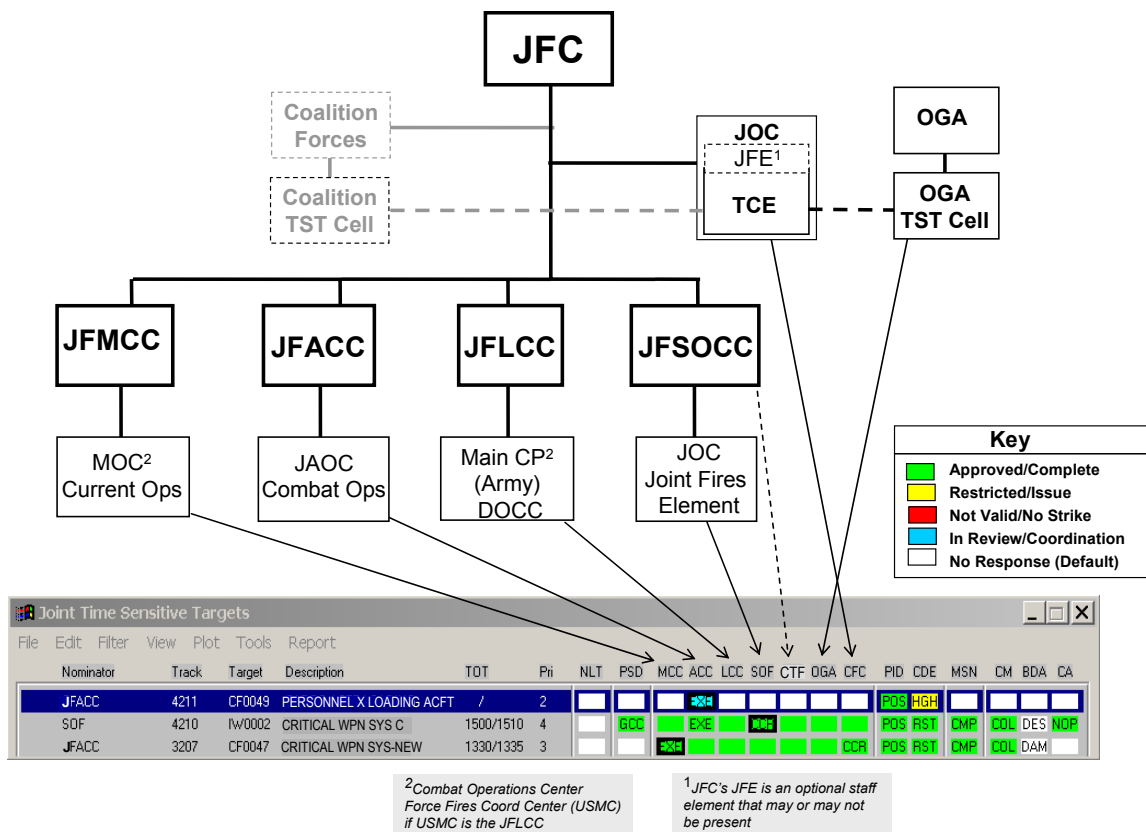 JFC
Coalition
Forces
Coalition
TST Cell
JOC
JFE1
TCE
OGA
OGA
TST Cell
JFMCC
JFACC
JFLCC
JFSOCC
MOC2
Current Ops
JAOC
Combat Ops
Main CP2
(Army)
DOCC
JOC
Joint Fires
Element
Key
Approved/Complete
Restricted/Issue
Not Valid/No Strike
In Review/Coordination
No Response (Default)
Joint Time Sensitive Targets
File Edit Filter View Plot Tools Report
Nominator Track Target Description TOT Pri NLT PSD MCC ACC LCC SOF CTF OGA CFC PID CDE MSN CM BDA CA
JFACC 4211 CF0049 PERSONNEL X LOADING ACFT / 2 EXE POS HGH
SOF 4210 IW0002 CRITICAL WPN SYS C 1500/1510 4 GCC EXE CCR POS RST CMP COL DES NOP
JFACC 3207 CF0047 CRITICAL WPN SYS-NEW 1330/1335 3 EXE CCR POS RST CMP COL DAM
2Combat Operations Center
Force Fires Coord Center (USMC)
if USMC is the JFLCC
1JFC's JFE is an optional staff
element that may or may not
be present